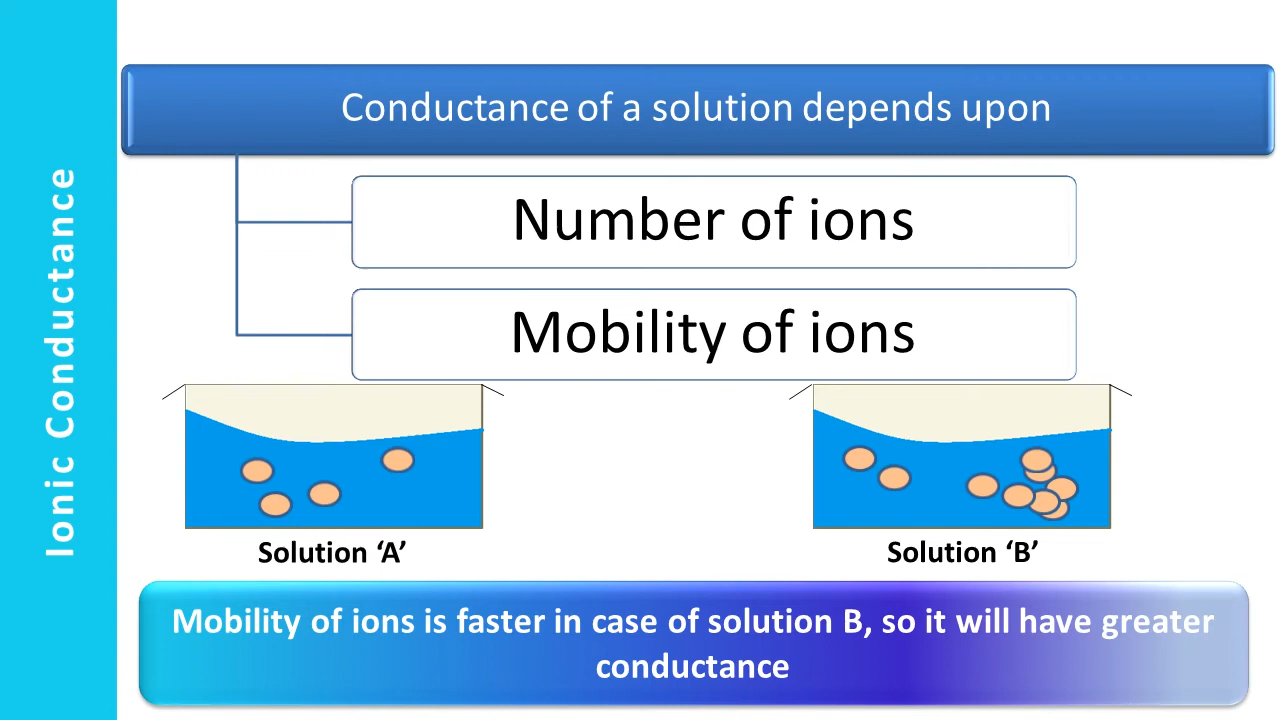 Ionic Conductance
Conductance of a solution depends upon
Number of ions
Mobility of ions
Solution ‘A’
Solution ‘B’
Mobility of ions is faster in case of solution B, so it will have greater
conductance